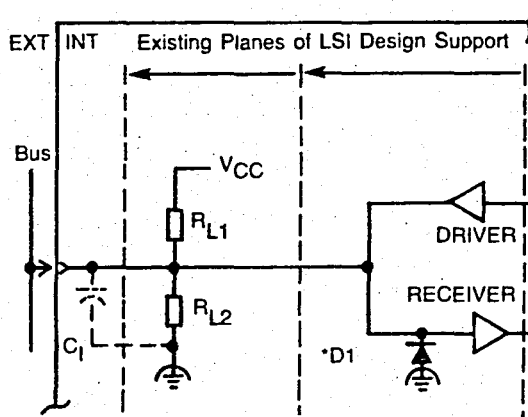 EXT INT Existing Planes of LSI Design Support
Bus
VCC
RL1
DRIVER
RL2
RECEIVER
CI
*D1